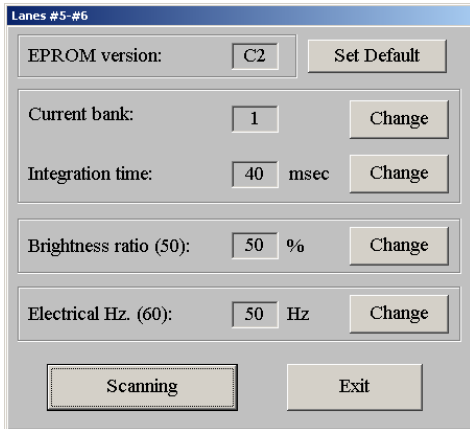 Lanes #5-#6
EPROM version: C2 Set Default
Current bank: 1 Change
Integration time: 40 msec Change
Brightness ratio (50): 50 % Change
Electrical Hz. (60): 50 Hz Change
Scanning Exit